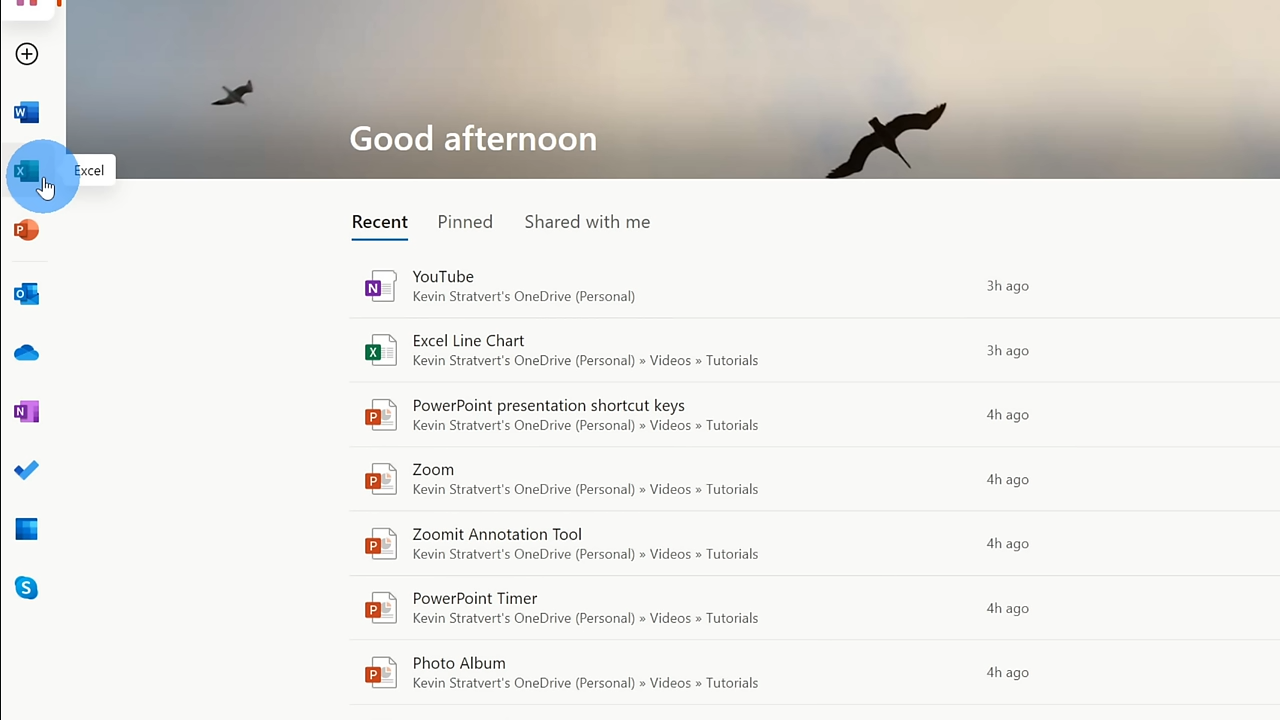 Good afternoon
W
X
Excel
P
O
N
S
Recent Pinned Shared with me
N
YouTube
Kevin Stratvert's OneDrive (Personal)
3h ago
X
Excel Line Chart
Kevin Stratvert's OneDrive (Personal) » Videos » Tutorials
3h ago
P
PowerPoint presentation shortcut keys
Kevin Stratvert's OneDrive (Personal) » Videos » Tutorials
4h ago
P
Zoom
Kevin Stratvert's OneDrive (Personal) » Videos » Tutorials
4h ago
P
Zoomit Annotation Tool
Kevin Stratvert's OneDrive (Personal) » Videos » Tutorials
4h ago
P
PowerPoint Timer
Kevin Stratvert's OneDrive (Personal) » Videos » Tutorials
4h ago
P
Photo Album
Kevin Stratvert's OneDrive (Personal) » Videos » Tutorials
4h ago